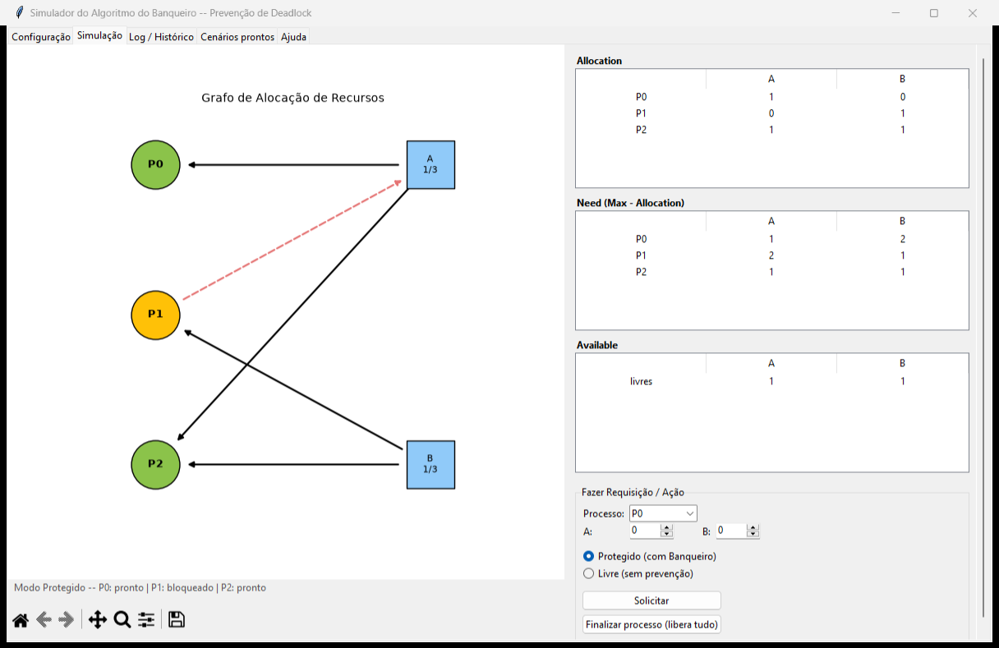 Simulador do Algoritmo do Banqueiro -- Prevenção de Deadlock
Configuração Simulação Log / Histórico Cenários prontos Ajuda
Grafo de Alocação de Recursos
P0
A
1/3
P1
P2
B
1/3
Modo Protegido -- P0: pronto | P1: bloqueado | P2: pronto
Allocation
A B
P0 1 0
P1 0 1
P2 1 1
Need (Max - Allocation)
A B
P0 1 2
P1 2 1
P2 1 1
Available
A B
livres 1 1
Fazer Requisição / Ação
Processo: P0
A: 0 B: 0
Protegido (com Banqueiro)
Livre (sem prevenção)
Solicitar
Finalizar processo (libera tudo)